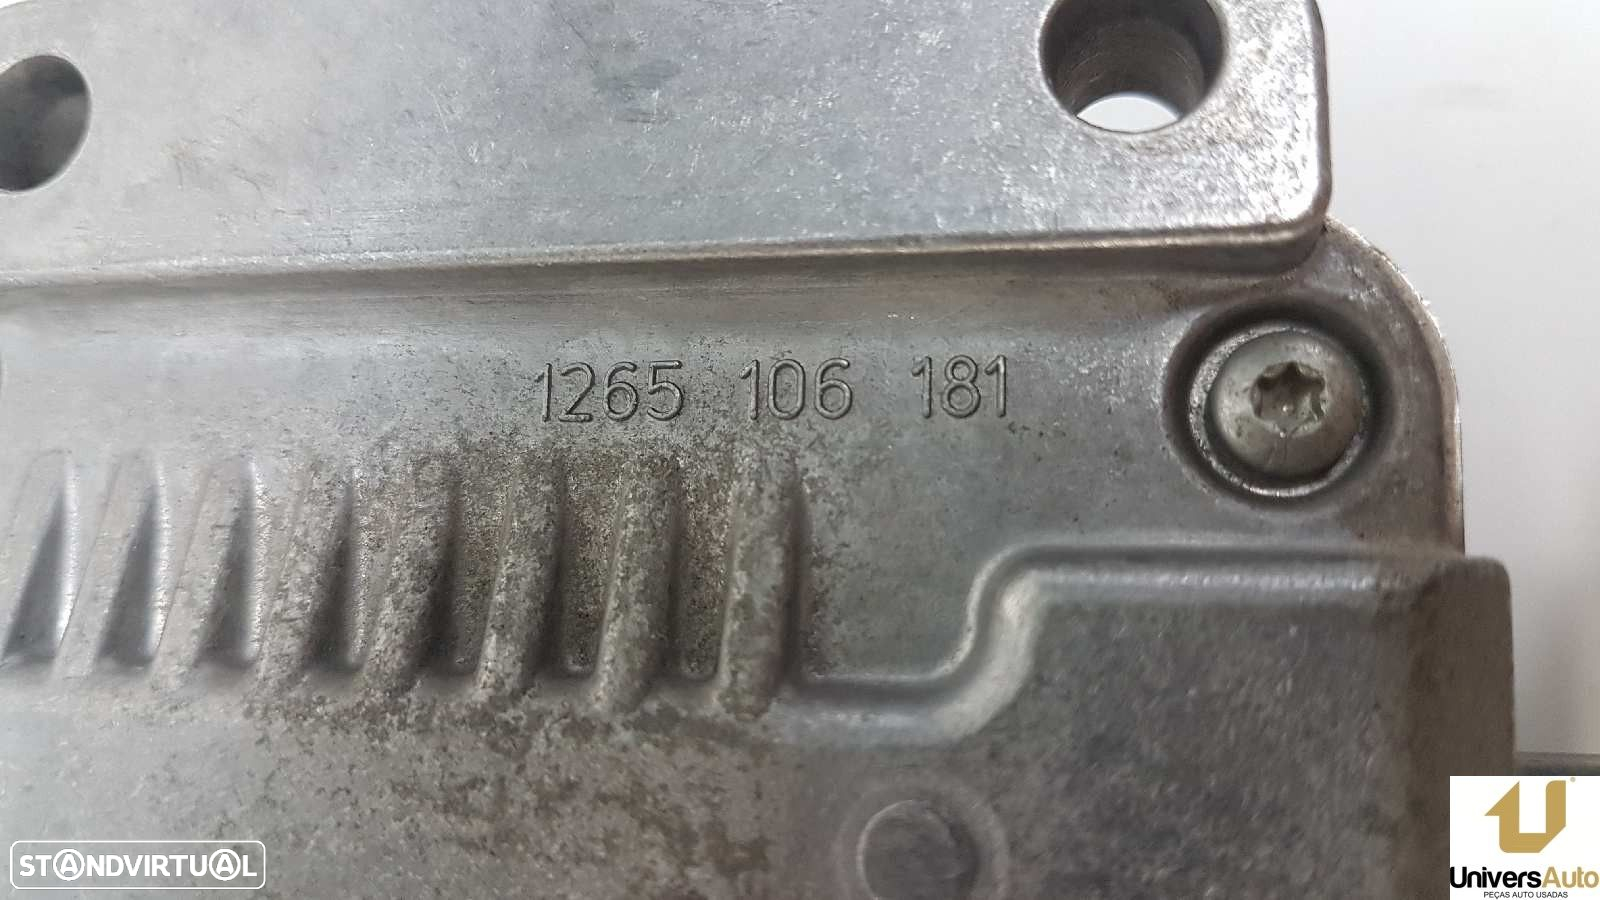 1265 106 181
STANDVIRTUAL
UniversAuto
PEÇAS AUTO USADAS